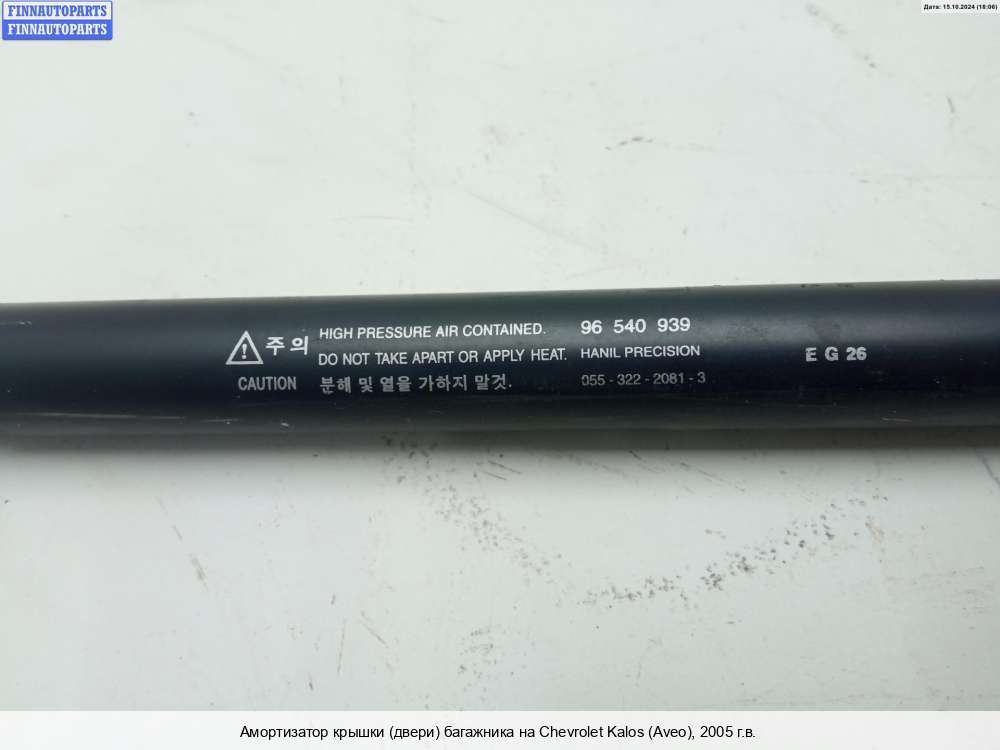 FINNAUTOPARTS
FINNAUTOPARTS
Дата: 15.10.2024 (18:06)
주의 HIGH PRESSURE AIR CONTAINED. 96 540 939
DO NOT TAKE APART OR APPLY HEAT. HANIL PRECISION E G 26
CAUTION 분해 및 열을 가하지 말것. 055-322-2081-3
Амортизатор крышки (двери) багажника на Chevrolet Kalos (Aveo), 2005 г.в.